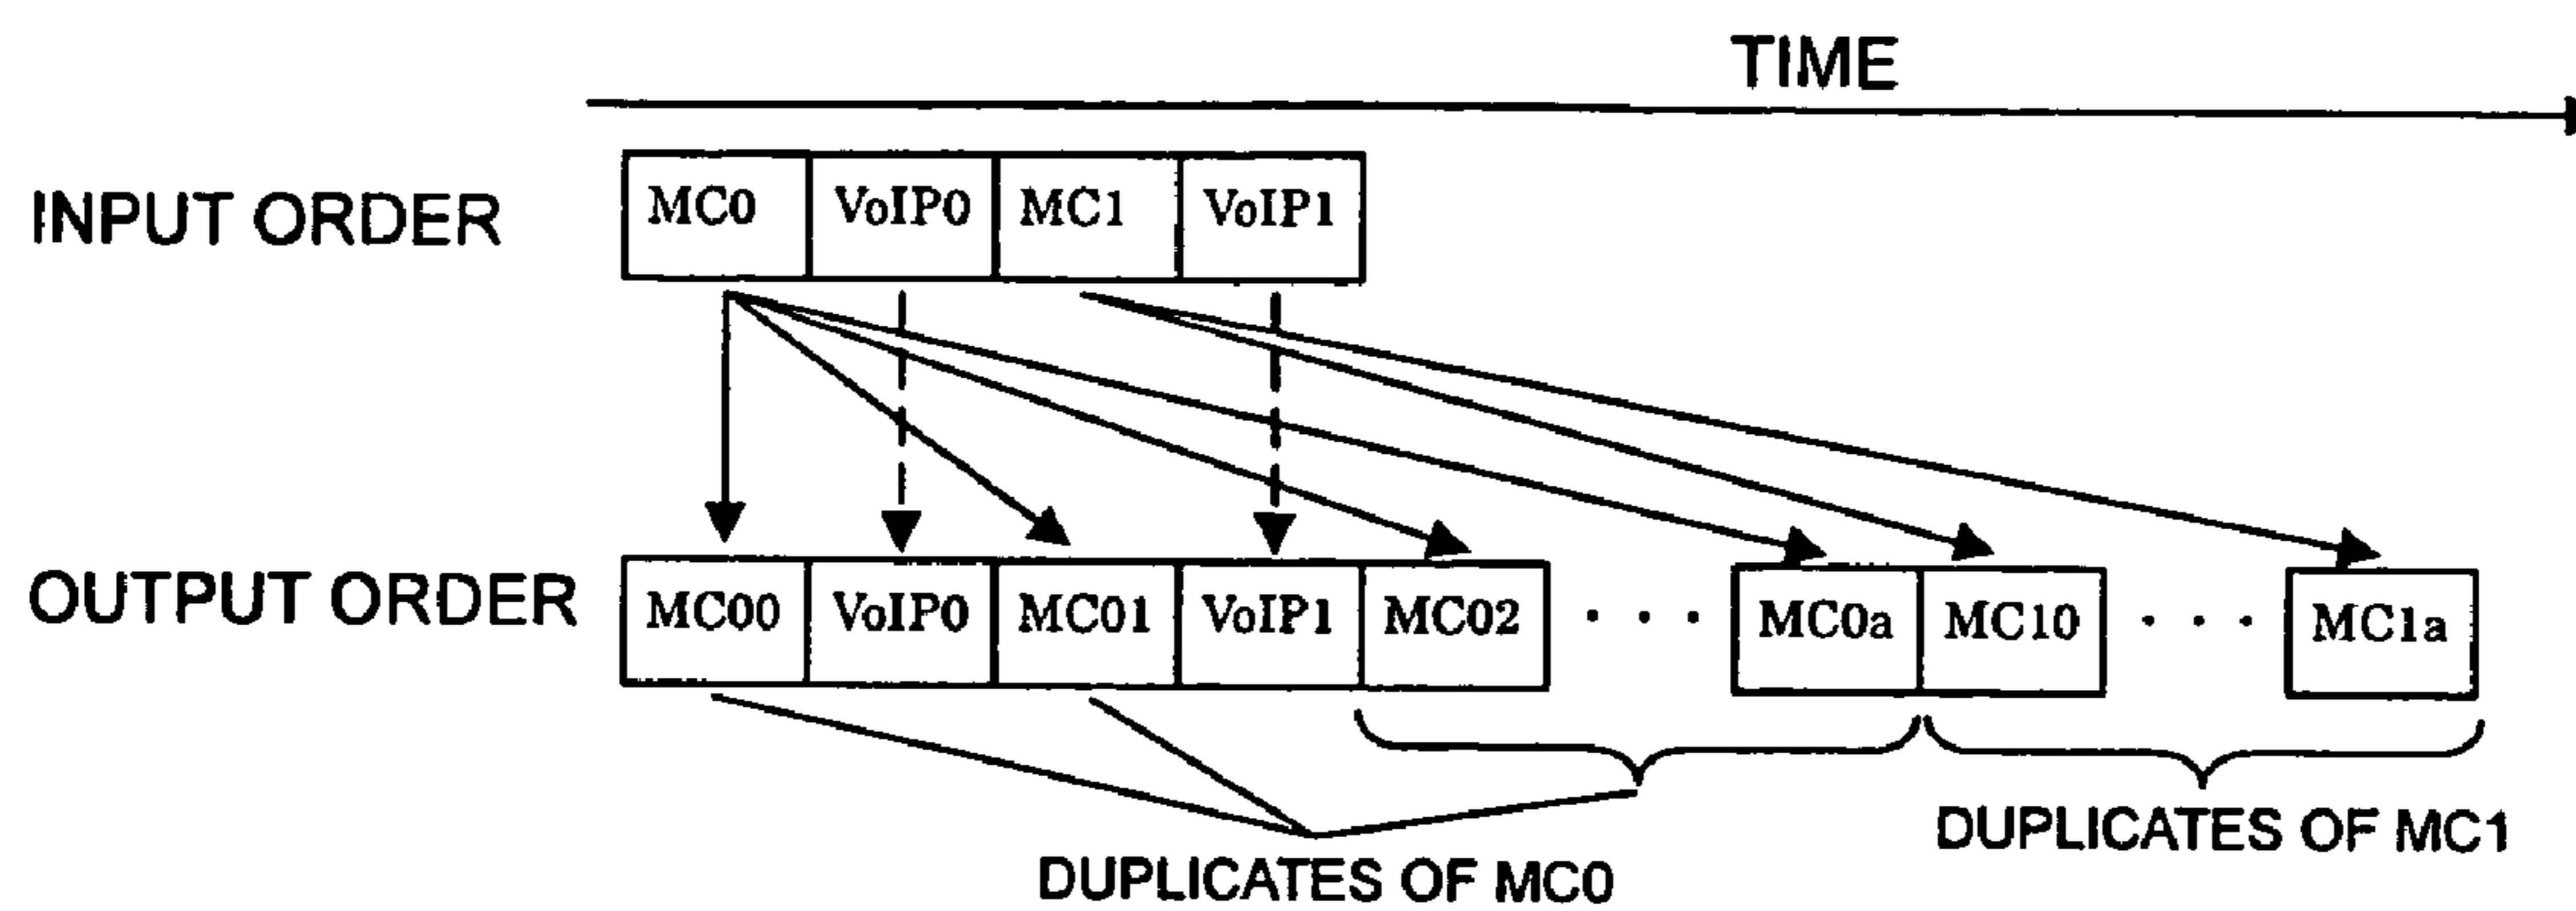 TIME
INPUT ORDER MC0 VoIP0 MC1 VoIP1
OUTPUT ORDER MC00 VoIP0 MC01 VoIP1 MC02 · · · MC0a MC10 · · · MC1a
DUPLICATES OF MC1
DUPLICATES OF MC0